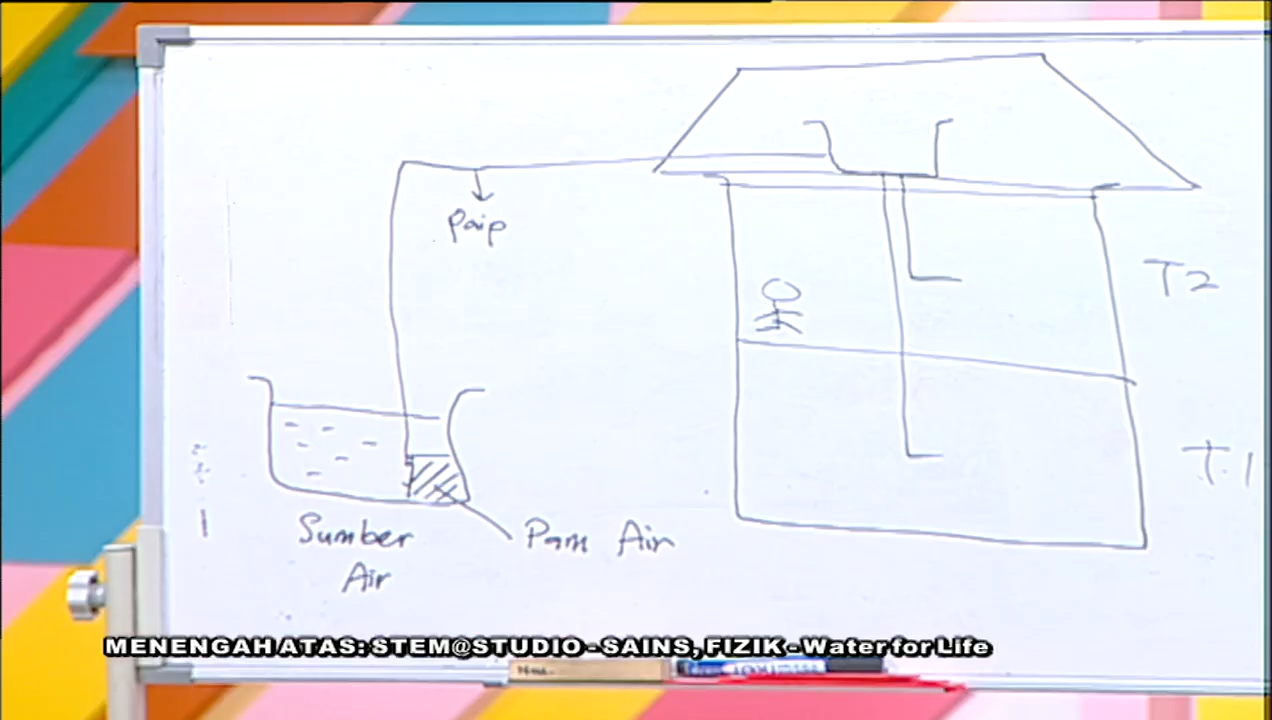 Paip
T2
T1
Sumber
Air
Pam Air
MENENGAH ATAS: STEM@STUDIO - SAINS, FIZIK - Water for Life